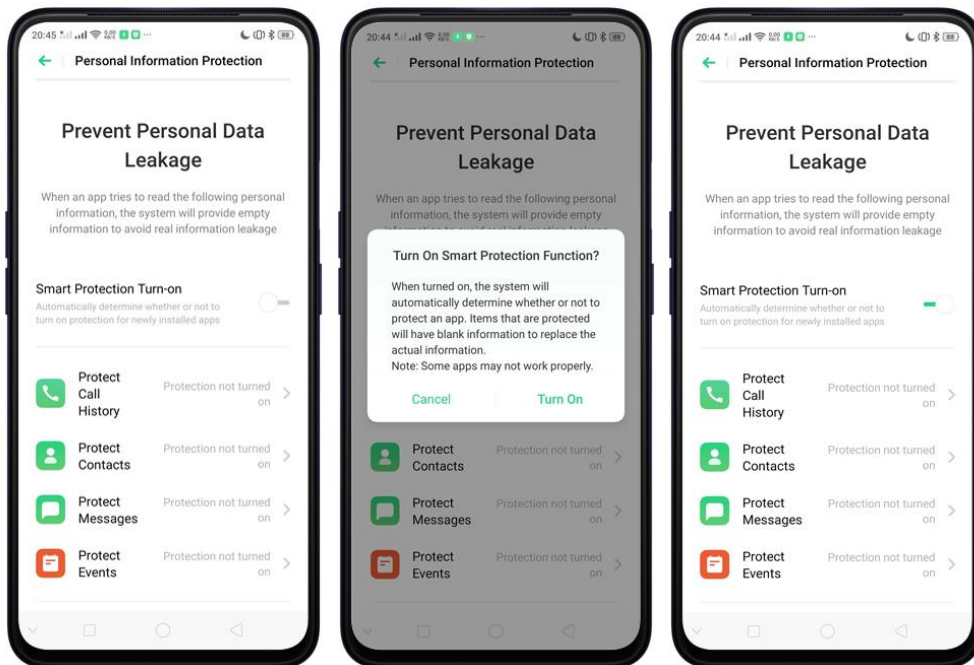 20:45
Personal Information Protection
Prevent Personal Data
Leakage
When an app tries to read the following personal
information, the system will provide empty
information to avoid real information leakage
Smart Protection Turn-on
Automatically determine whether or not to
turn on protection for newly installed apps
Protect
Call
History
Protection not turned
on
Protect
Contacts
Protection not turned
on
Protect
Messages
Protection not turned
on
Protect
Events
Protection not turned
on
20:44
Personal Information Protection
Prevent Personal Data
Leakage
When an app tries to read the following personal
information, the system will provide empty
information to avoid real information leakage
Turn On Smart Protection Function?
When turned on, the system will
automatically determine whether or not to
protect an app. Items that are protected
will have blank information to replace the
actual information.
Note: Some apps may not work properly.
Cancel
Turn On
Protect
Contacts
Protection not turned
on
Protect
Messages
Protection not turned
on
Protect
Events
Protection not turned
on
20:44
Personal Information Protection
Prevent Personal Data
Leakage
When an app tries to read the following personal
information, the system will provide empty
information to avoid real information leakage
Smart Protection Turn-on
Automatically determine whether or not to
turn on protection for newly installed apps
Protect
Call
History
Protection not turned
on
Protect
Contacts
Protection not turned
on
Protect
Messages
Protection not turned
on
Protect
Events
Protection not turned
on